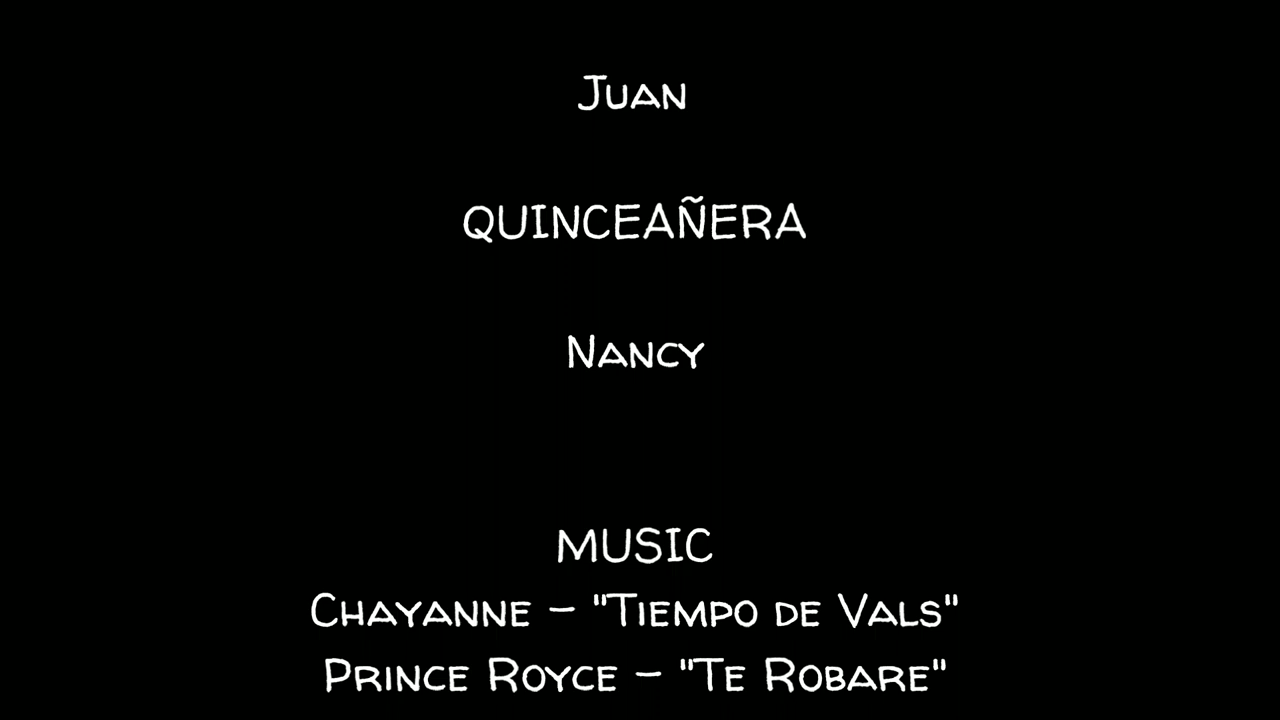 Juan
QUINCEAÑERA
Nancy
MUSIC
Chayanne - "Tiempo de Vals"
Prince Royce - "Te Robare"